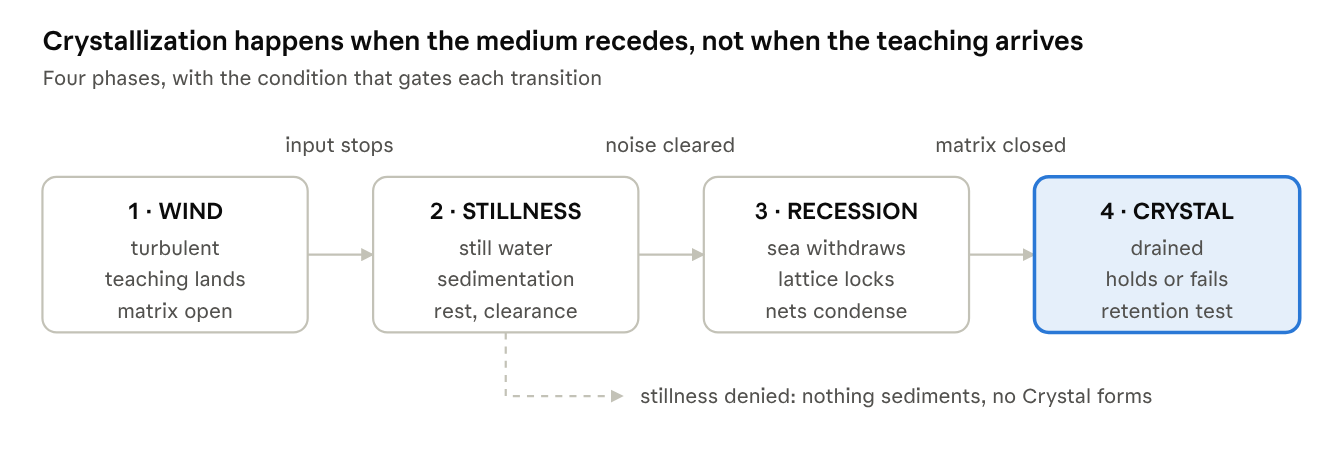 Crystallization happens when the medium recedes, not when the teaching arrives
Four phases, with the condition that gates each transition
input stops
noise cleared
matrix closed
1 · WIND
turbulent
teaching lands
matrix open
2 · STILLNESS
still water
sedimentation
rest, clearance
3 · RECESSION
sea withdraws
lattice locks
nets condense
4 · CRYSTAL
drained
holds or fails
retention test
stillness denied: nothing sediments, no Crystal forms